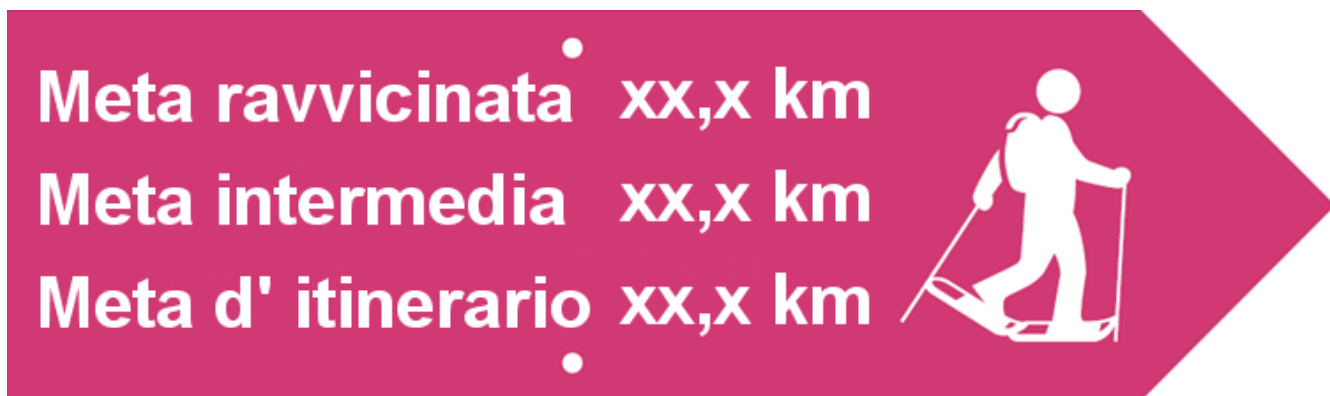 Meta ravvicinata xx,x km
Meta intermedia xx,x km
Meta d' itinerario xx,x km